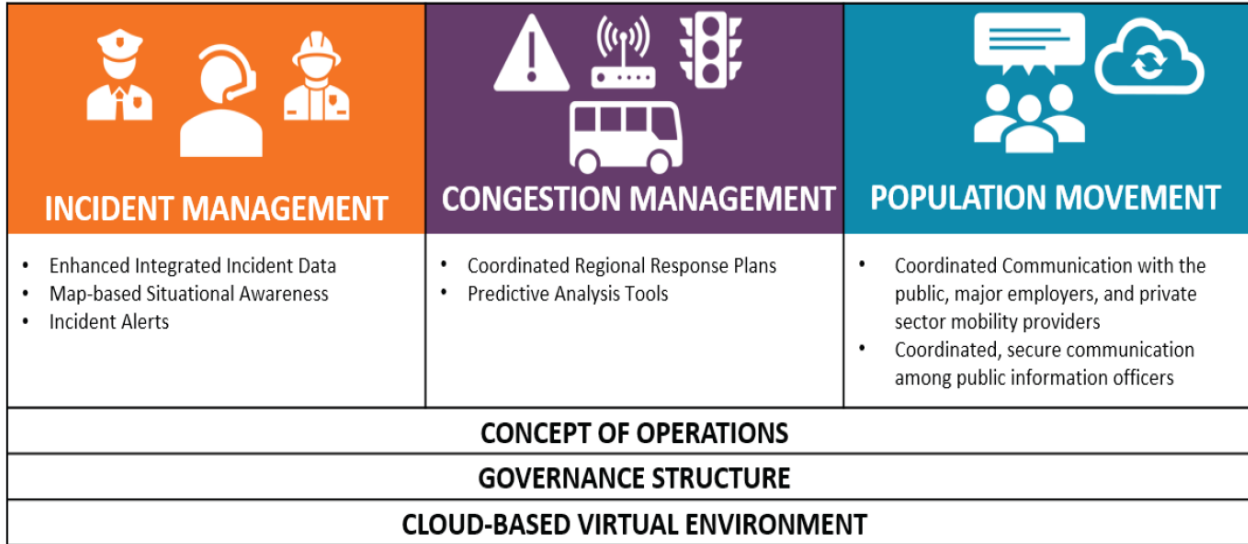 INCIDENT MANAGEMENT
• Enhanced Integrated Incident Data
• Map-based Situational Awareness
• Incident Alerts
CONGESTION MANAGEMENT
• Coordinated Regional Response Plans
• Predictive Analysis Tools
POPULATION MOVEMENT
• Coordinated Communication with the
public, major employers, and private
sector mobility providers
• Coordinated, secure communication
among public information officers
CONCEPT OF OPERATIONS
GOVERNANCE STRUCTURE
CLOUD-BASED VIRTUAL ENVIRONMENT